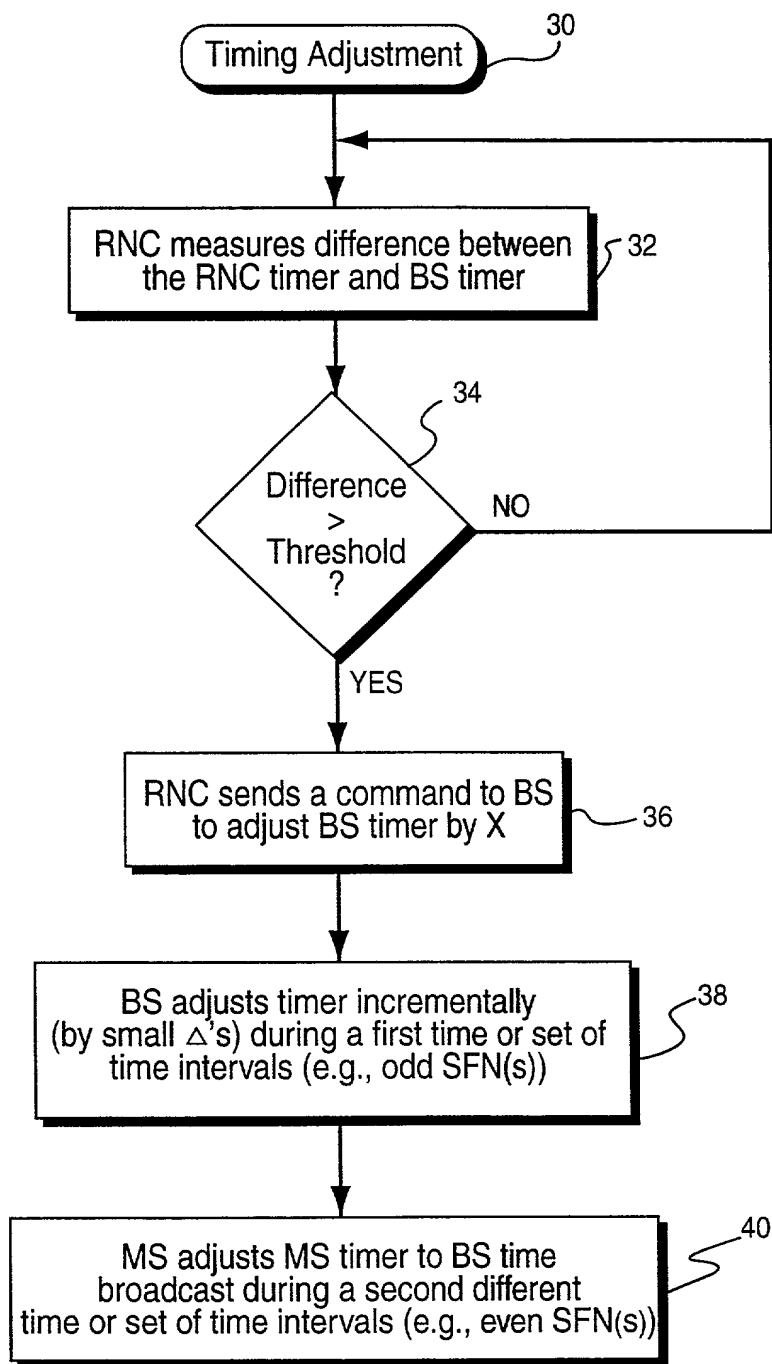 Timing Adjustment
30
RNC measures difference between
the RNC timer and BS timer
32
34
Difference
>
Threshold
?
NO
YES
RNC sends a command to BS
to adjust BS timer by X
36
BS adjusts timer incrementally
(by small △'s) during a first time or set of
time intervals (e.g., odd SFN(s))
38
MS adjusts MS timer to BS time
broadcast during a second different
time or set of time intervals (e.g., even SFN(s))
40